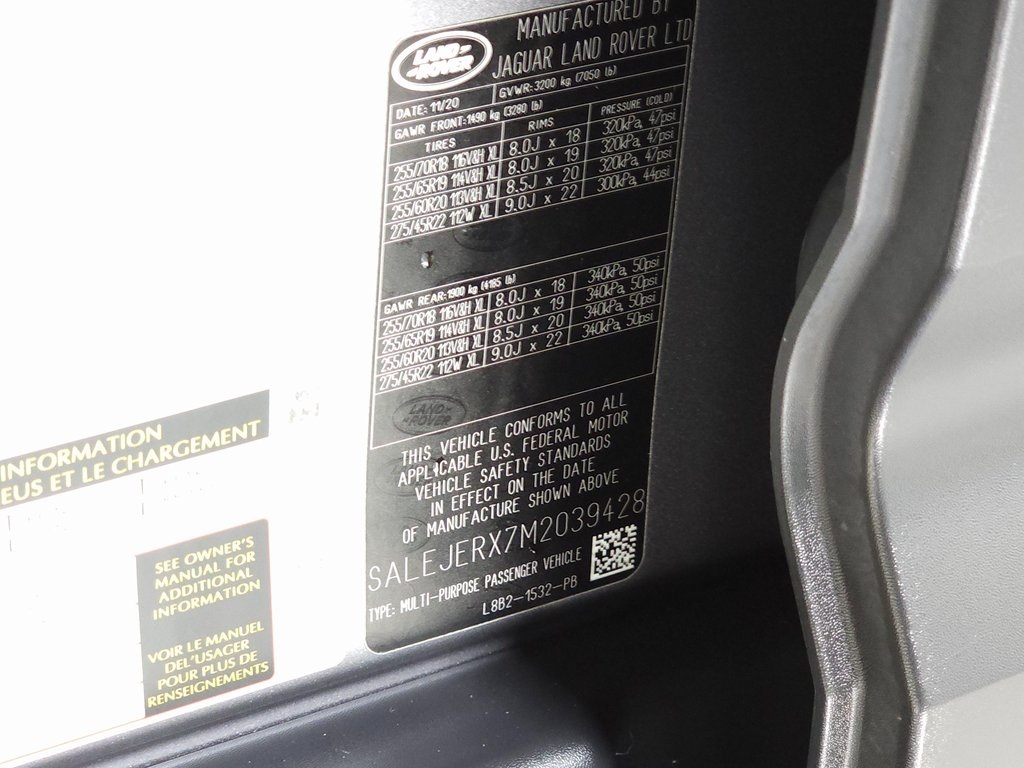 LAND-
-ROVER
MANUFACTURED BY
JAGUAR LAND ROVER LTD
DATE: 11/20
GVWR: 3200 kg (7050 lb)
GAWR FRONT: 1490 kg (3280 lb)
TIRES RIMS PRESSURE (COLD)
255/70R18 116V&H XL 8.0J x 18 320kPa, 47psi
255/65R19 114V&H XL 8.0J x 19 320kPa, 47psi
255/60R20 113V&H XL 8.5J x 20 320kPa, 47psi
275/45R22 112W XL 9.0J x 22 300kPa, 44psi
GAWR REAR: 1900 kg (4185 lb)
255/70R18 116V&H XL 8.0J x 18 340kPa, 50psi
255/65R19 114V&H XL 8.0J x 19 340kPa, 50psi
255/60R20 113V&H XL 8.5J x 20 340kPa, 50psi
275/45R22 112W XL 9.0J x 22 340kPa, 50psi
LAND-
-ROVER
THIS VEHICLE CONFORMS TO ALL
APPLICABLE U.S. FEDERAL MOTOR
VEHICLE SAFETY STANDARDS
IN EFFECT ON THE DATE
OF MANUFACTURE SHOWN ABOVE
SALEJERX7M2039428
TYPE: MULTI-PURPOSE PASSENGER VEHICLE
L8B2-1532-PB
INFORMATION
EUS ET LE CHARGEMENT
SEE OWNER'S
MANUAL FOR
ADDITIONAL
INFORMATION
VOIR LE MANUEL
DEL'USAGER
POUR PLUS DE
RENSEIGNEMENTS